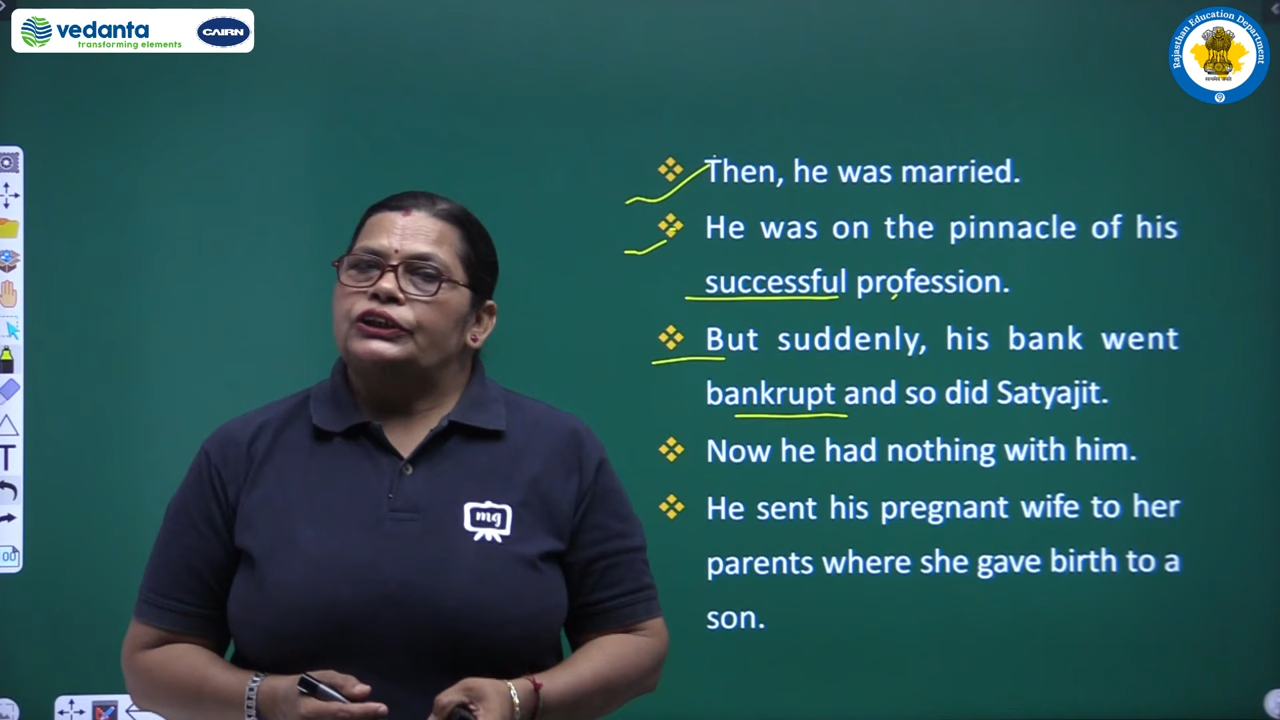 vedanta
transforming elements
CAIRN
Rajasthan Education Department
Then, he was married.
He was on the pinnacle of his
successful profession.
But suddenly, his bank went
bankrupt and so did Satyajit.
Now he had nothing with him.
He sent his pregnant wife to her
parents where she gave birth to a
son.
mg
T